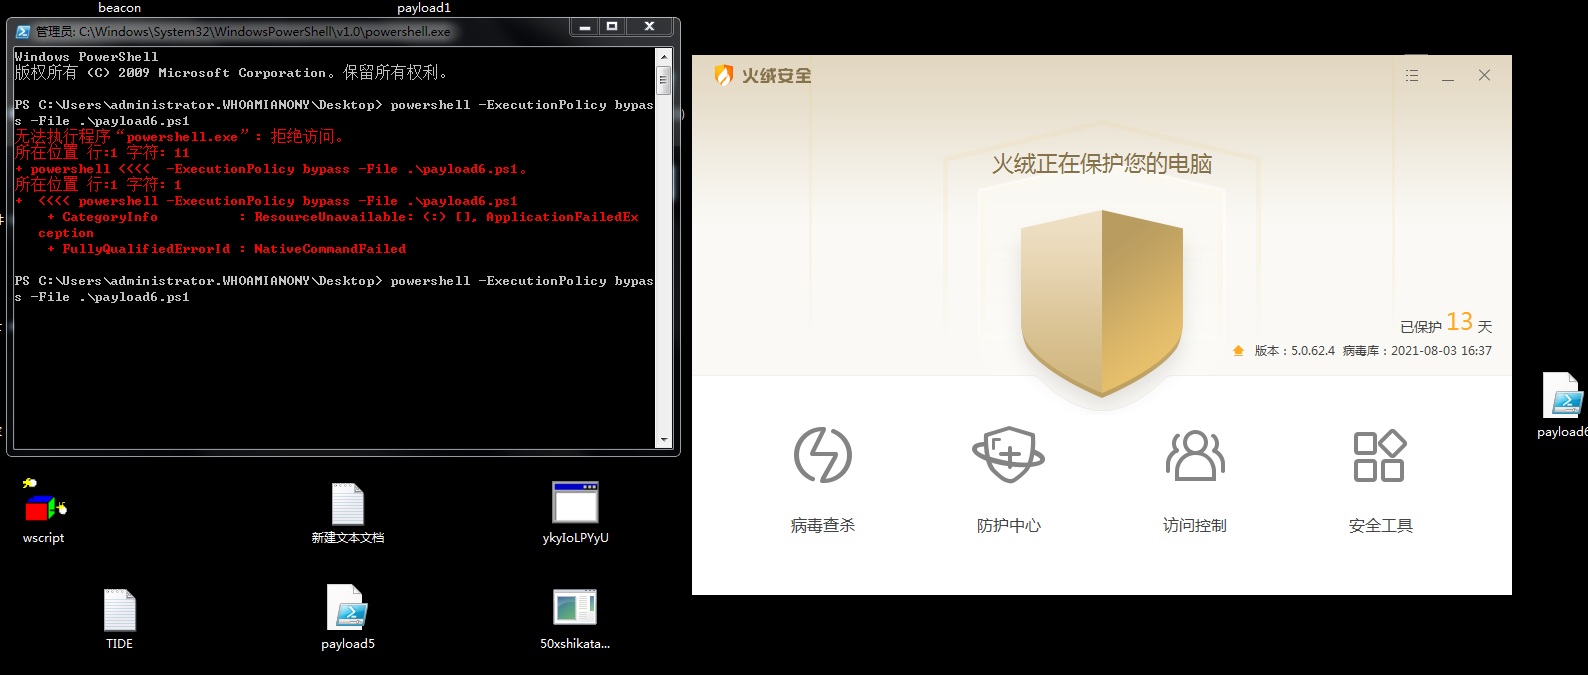 beacon
payload1
管理员: C:\Windows\System32\WindowsPowerShell\v1.0\powershell.exe
Windows PowerShell
版权所有 (C) 2009 Microsoft Corporation。保留所有权利。
PS C:\Users\administrator.WHOAMIANONY\Desktop> powershell -ExecutionPolicy bypas
s -File .\payload6.ps1
无法执行程序“powershell.exe”: 拒绝访问。
所在位置 行:1 字符: 11
+ powershell <<<<  -ExecutionPolicy bypass -File .\payload6.ps1。
所在位置 行:1 字符: 1
+  <<<< powershell -ExecutionPolicy bypass -File .\payload6.ps1
+ CategoryInfo          : ResourceUnavailable: (:) [], ApplicationFailedEx
ception
+ FullyQualifiedErrorId : NativeCommandFailed
PS C:\Users\administrator.WHOAMIANONY\Desktop> powershell -ExecutionPolicy bypas
s -File .\payload6.ps1
火绒安全
火绒正在保护您的电脑
已保护 13 天
版本：5.0.62.4 病毒库：2021-08-03 16:37
病毒查杀
防护中心
访问控制
安全工具
payload6
wscript
新建文本文档
ykyIoLPYyU
TIDE
payload5
50xshikata...